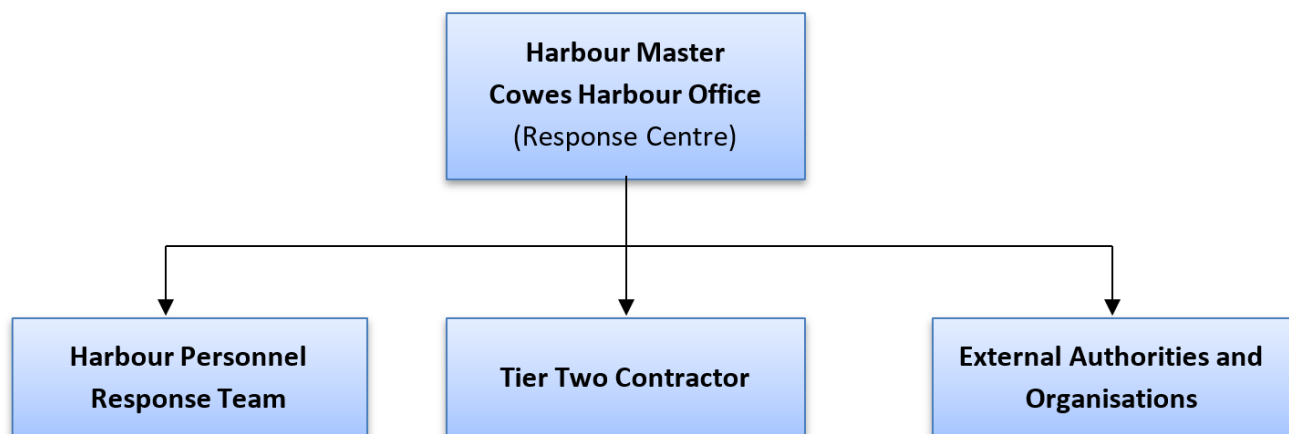 Harbour Master
Cowes Harbour Office
(Response Centre)
Harbour Personnel
Response Team
Tier Two Contractor
External Authorities and
Organisations